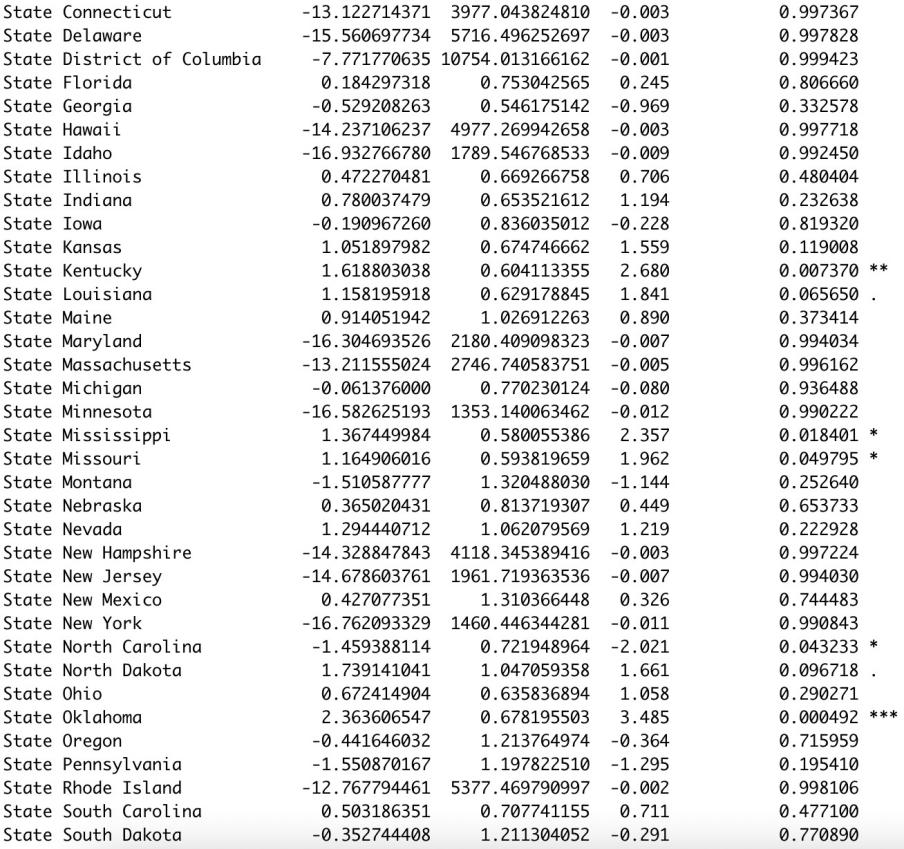 State Connecticut -13.122714371 3977.043824810 -0.003 0.997367
State Delaware -15.560697734 5716.496252697 -0.003 0.997828
State District of Columbia -7.771770635 10754.013166162 -0.001 0.999423
State Florida 0.184297318 0.753042565 0.245 0.806660
State Georgia -0.529208263 0.546175142 -0.969 0.332578
State Hawaii -14.237106237 4977.269942658 -0.003 0.997718
State Idaho -16.932766780 1789.546768533 -0.009 0.992450
State Illinois 0.472270481 0.669266758 0.706 0.480404
State Indiana 0.780037479 0.653521612 1.194 0.232638
State Iowa -0.190967260 0.836035012 -0.228 0.819320
State Kansas 1.051897982 0.674746662 1.559 0.119008
State Kentucky 1.618803038 0.604113355 2.680 0.007370 **
State Louisiana 1.158195918 0.629178845 1.841 0.065650 .
State Maine 0.914051942 1.026912263 0.890 0.373414
State Maryland -16.304693526 2180.409098323 -0.007 0.994034
State Massachusetts -13.211555024 2746.740583751 -0.005 0.996162
State Michigan -0.061376000 0.770230124 -0.080 0.936488
State Minnesota -16.582625193 1353.140063462 -0.012 0.990222
State Mississippi 1.367449984 0.580055386 2.357 0.018401 *
State Missouri 1.164906016 0.593819659 1.962 0.049795 *
State Montana -1.510587777 1.320488030 -1.144 0.252640
State Nebraska 0.365020431 0.813719307 0.449 0.653733
State Nevada 1.294440712 1.062079569 1.219 0.222928
State New Hampshire -14.328847843 4118.345389416 -0.003 0.997224
State New Jersey -14.678603761 1961.719363536 -0.007 0.994030
State New Mexico 0.427077351 1.310366448 0.326 0.744483
State New York -16.762093329 1460.446344281 -0.011 0.990843
State North Carolina -1.459388114 0.721948964 -2.021 0.043233 *
State North Dakota 1.739141041 1.047059358 1.661 0.096718 .
State Ohio 0.672414904 0.635836894 1.058 0.290271
State Oklahoma 2.363606547 0.678195503 3.485 0.000492 ***
State Oregon -0.441646032 1.213764974 -0.364 0.715959
State Pennsylvania -1.550870167 1.197822510 -1.295 0.195410
State Rhode Island -12.767794461 5377.469790997 -0.002 0.998106
State South Carolina 0.503186351 0.707741155 0.711 0.477100
State South Dakota -0.352744408 1.211304052 -0.291 0.770890